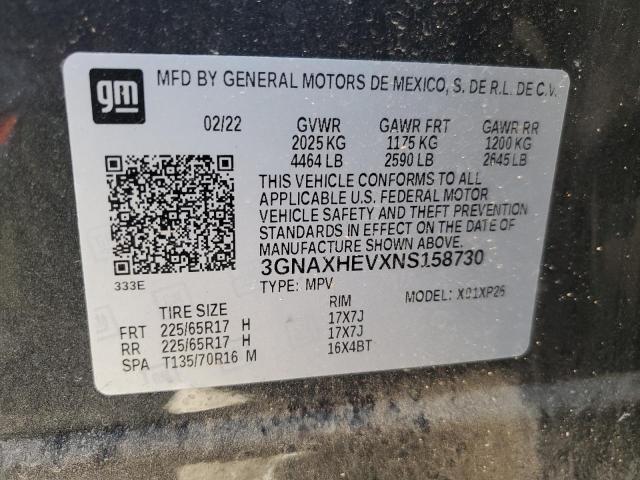 gm
MFD BY GENERAL MOTORS DE MEXICO, S. DE R.L. DE C.V.
02/22 GVWR GAWR FRT GAWR RR
2025 KG 1175 KG 1200 KG
4464 LB 2590 LB 2645 LB
THIS VEHICLE CONFORMS TO ALL
APPLICABLE U.S. FEDERAL MOTOR
VEHICLE SAFETY AND THEFT PREVENTION
STANDARDS IN EFFECT ON THE DATE OF
MANUFACTURE SHOWN ABOVE.
3GNAXHEVXNS158730
333E TYPE: MPV MODEL: X01XP26
TIRE SIZE RIM
FRT 225/65R17 H 17X7J
RR 225/65R17 H 17X7J
SPA T135/70R16 M 16X4BT